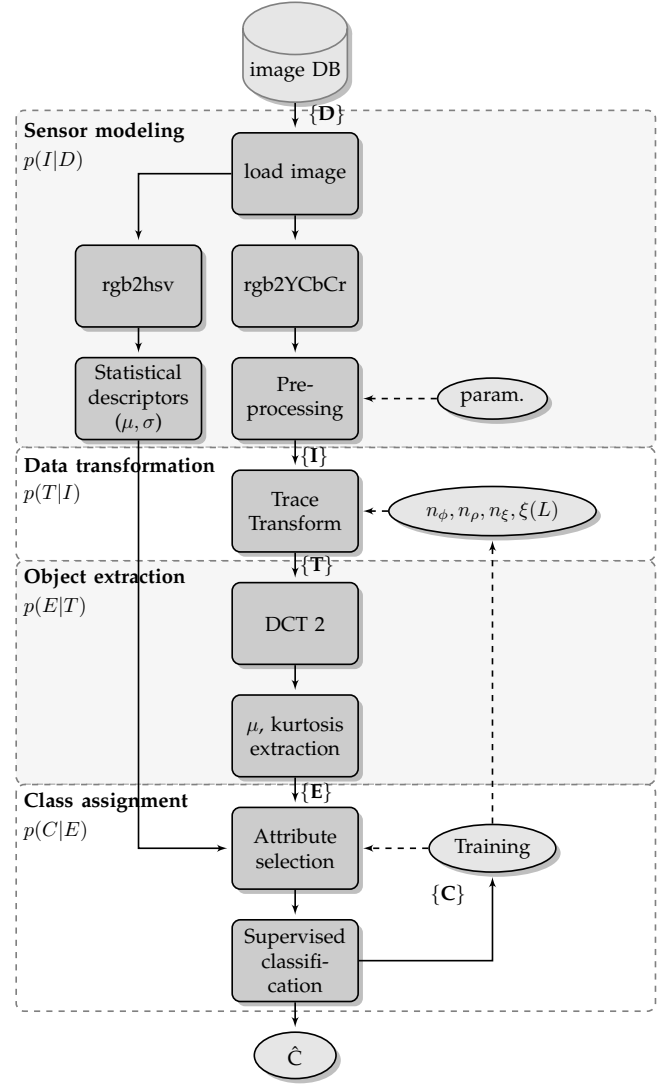 image DB
{D}
Sensor modeling
p(I|D)
load image
rgb2hsv
rgb2YCbCr
Statistical
descriptors
(μ, σ)
Pre-
processing
param.
{I}
Data transformation
p(T|I)
Trace
Transform
n_ϕ, n_ρ, n_ξ, ξ(L)
{T}
Object extraction
p(E|T)
DCT 2
μ, kurtosis
extraction
{E}
Class assignment
p(C|E)
Attribute
selection
Training
{C}
Supervised
classifi-
cation
Ĉ